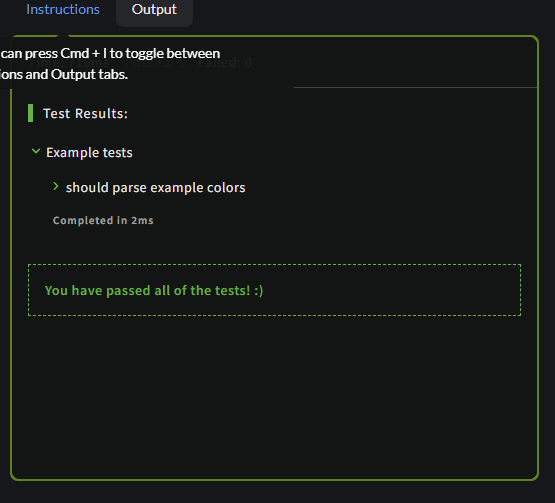 Instructions
Output
can press Cmd + I to toggle between
ions and Output tabs.
Failed: 0
Test Results:
Example tests
should parse example colors
Completed in 2ms
You have passed all of the tests! :)